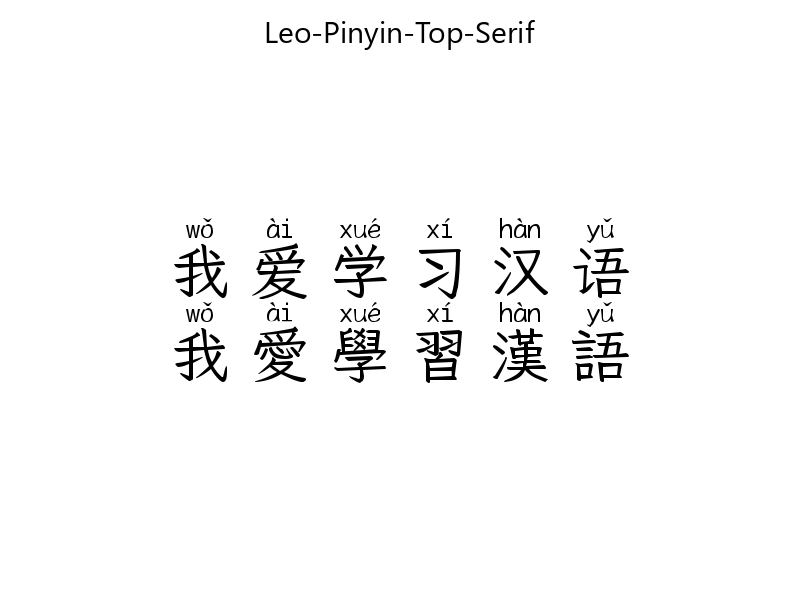 Leo-Pinyin-Top-Serif
wǒ ài xué xí hàn yǔ
我爱学习汉语
wǒ ài xué xí hàn yǔ
我愛學習漢語